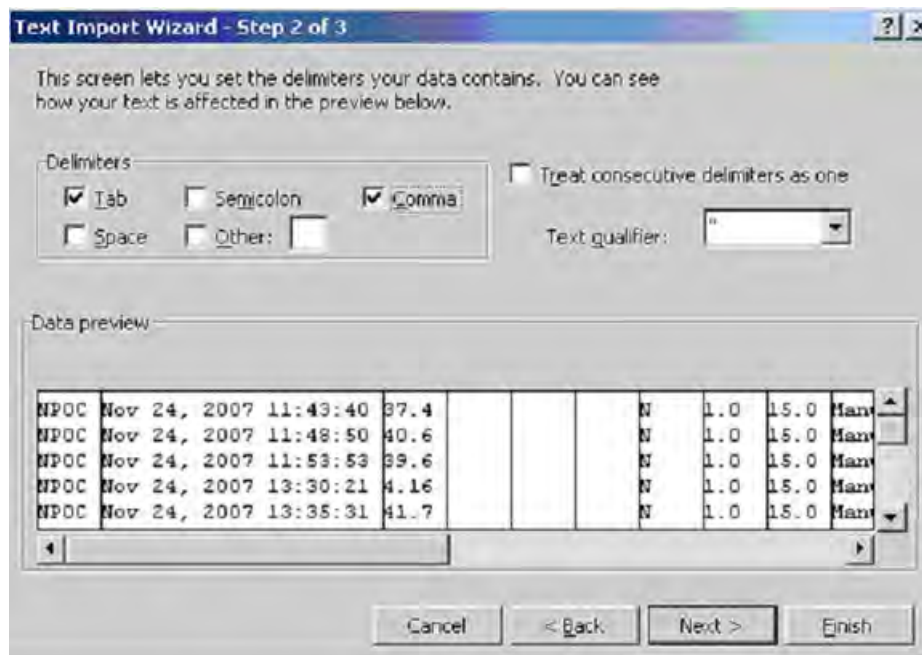 Text Import Wizard - Step 2 of 3
This screen lets you set the delimiters your data contains. You can see
how your text is affected in the preview below.
Delimiters
Tab Semicolon Comma
Space Other:
Treat consecutive delimiters as one
Text qualifier: "
Data preview
NPOC Nov 24, 2007 11:43:40 37.4 N 1.0 15.0 Man
NPOC Nov 24, 2007 11:48:50 40.6 N 1.0 15.0 Man
NPOC Nov 24, 2007 11:53:53 39.6 N 1.0 15.0 Man
NPOC Nov 24, 2007 13:30:21 4.16 N 1.0 15.0 Man
NPOC Nov 24, 2007 13:35:31 41.7 N 1.0 15.0 Man
Cancel < Back Next > Finish